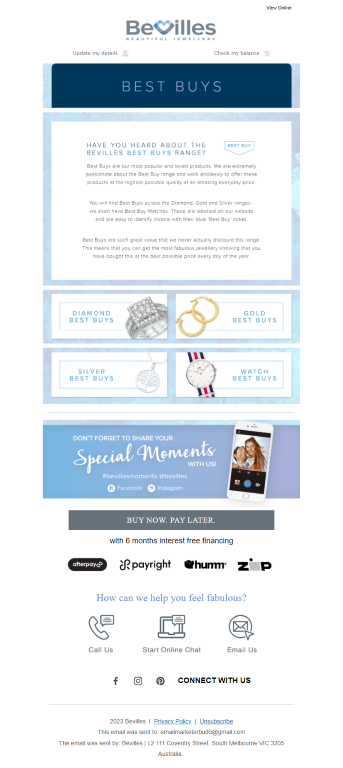 View Online
Bevilles
BEAUTIFUL JEWELLERY
Update my details
Check my balance
BEST BUYS
HAVE YOU HEARD ABOUT THE
BEVILLES BEST BUYS RANGE?
BEST BUY
Best Buys are our most popular and loved products. We are extremely
passionate about the Best Buy range and work endlessly to offer these
products at the highest possible quality at an amazing everyday price.
You will find Best Buys across the Diamond, Gold and Silver ranges -
we even have Best Buy Watches. These are labelled on our website
and are easy to identify instore with their blue 'Best Buy' ticket.
Best Buys are such great value that we never actually discount this range.
This means that you can get the most fabulous jewellery knowing that you
have bought this at the best possible price every day of the year.
DIAMOND
BEST BUYS
GOLD
BEST BUYS
SILVER
BEST BUYS
WATCH
BEST BUYS
DON'T FORGET TO SHARE YOUR
Special Moments
WITH US!
#bevillesmoments @bevilles
Facebook Instagram
BUY NOW. PAY LATER.
with 6 months interest free financing
afterpay payright humm zip
How can we help you feel fabulous?
Call Us
Start Online Chat
Email Us
CONNECT WITH US
2023 Bevilles | Privacy Policy | Unsubscribe
This email was sent to emailmarketerbudd@gmail.com
The email was sent by: Bevilles | L2 111 Coventry Street, South Melbourne VIC 3205
Australia.